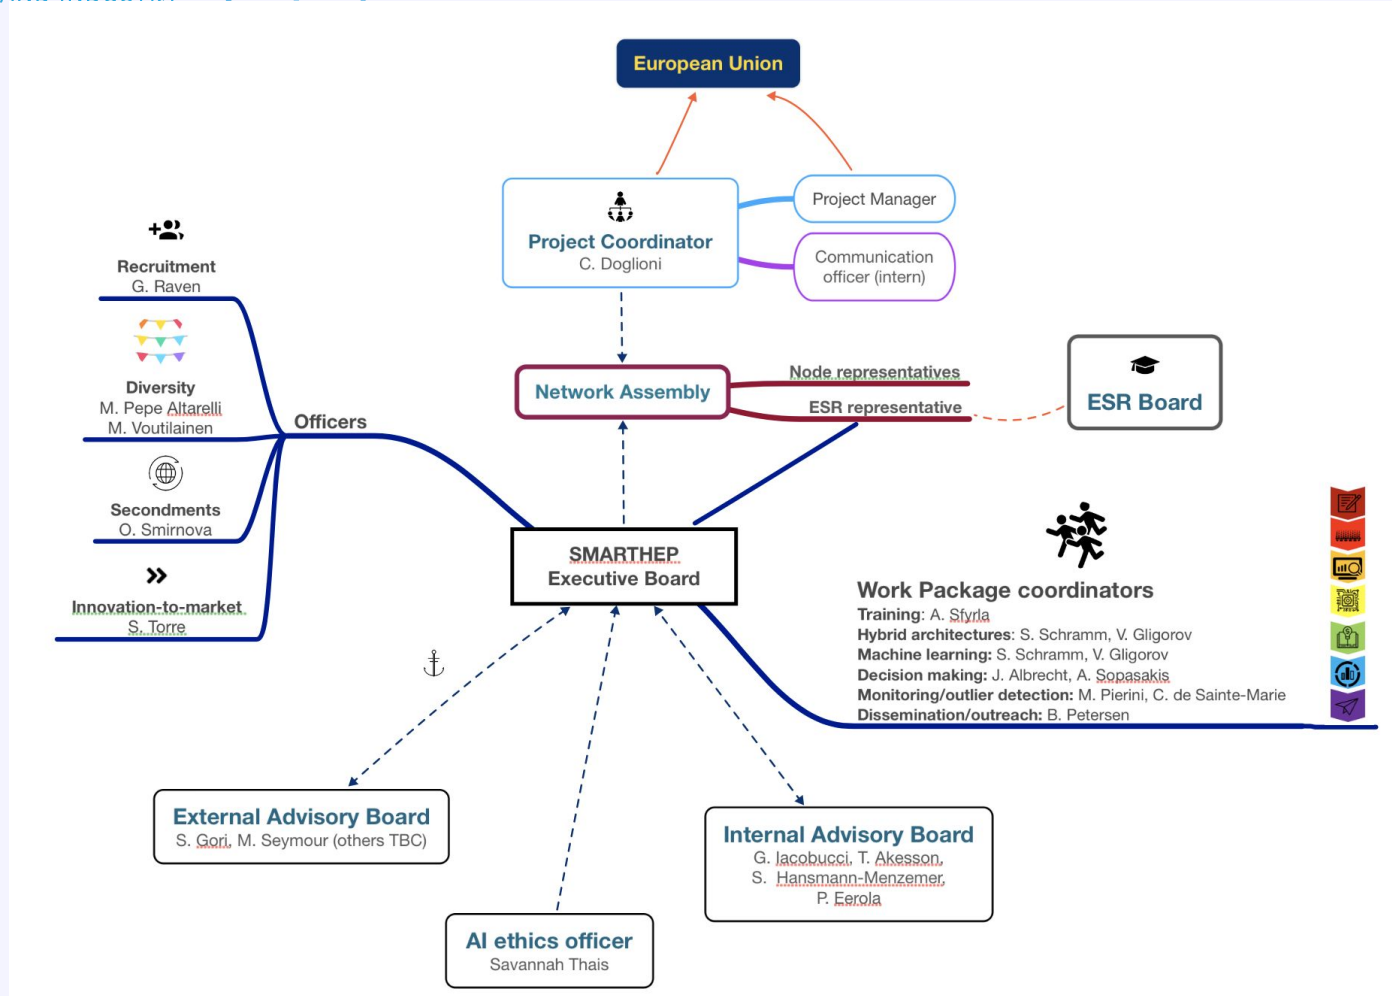 European Union
Project Coordinator
C. Doglioni
Project Manager
Communication
officer (intern)
Recruitment
G. Raven
Diversity
M. Pepe Altarelli
M. Voutilainen
Secondments
O. Smirnova
Innovation-to-market
S. Torre
Officers
Network Assembly
Node representatives
ESR representative
ESR Board
SMARTHEP
Executive Board
Work Package coordinators
Training: A. Sfyrla
Hybrid architectures: S. Schramm, V. Gligorov
Machine learning: S. Schramm, V. Gligorov
Decision making: J. Albrecht, A. Sopasakis
Monitoring/outlier detection: M. Pierini, C. de Sainte-Marie
Dissemination/outreach: B. Petersen
External Advisory Board
S. Gori, M. Seymour (others TBC)
Internal Advisory Board
G. Iacobucci, T. Akesson,
S. Hansmann-Menzemer,
P. Eerola
AI ethics officer
Savannah Thais